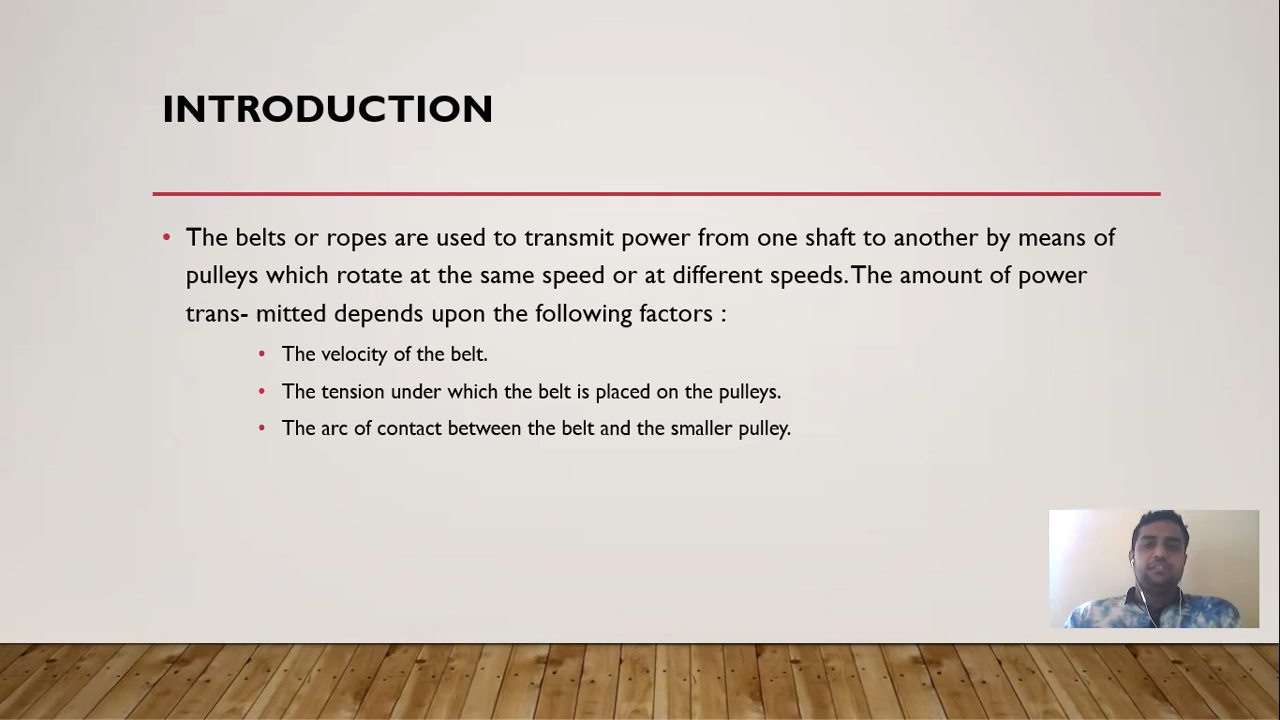 INTRODUCTION
• The belts or ropes are used to transmit power from one shaft to another by means of
pulleys which rotate at the same speed or at different speeds. The amount of power
trans- mitted depends upon the following factors :
• The velocity of the belt.
• The tension under which the belt is placed on the pulleys.
• The arc of contact between the belt and the smaller pulley.